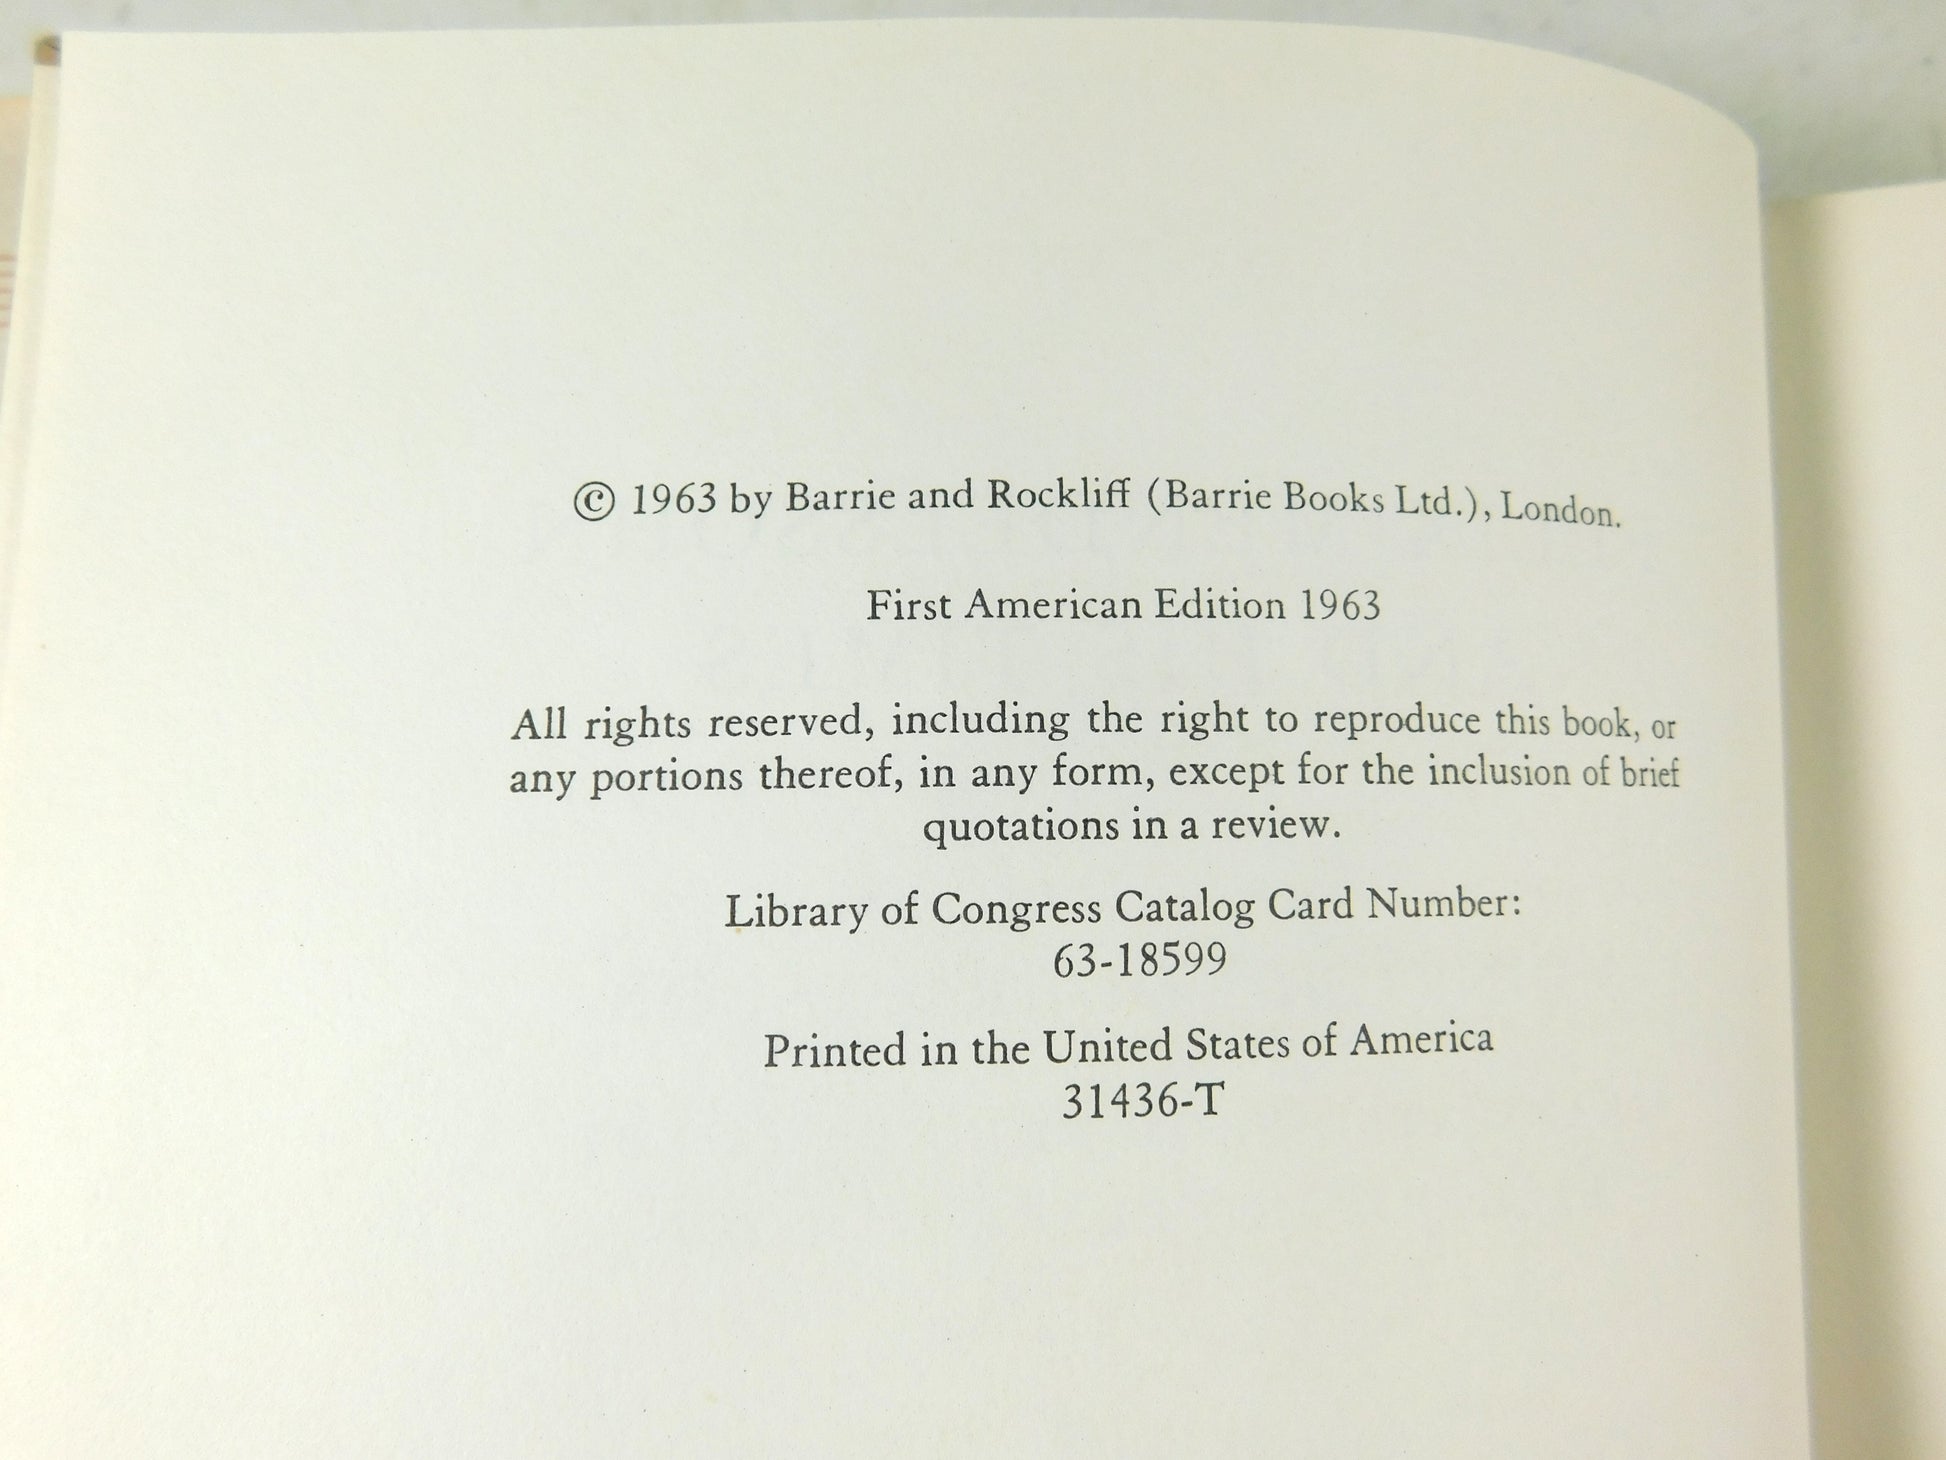 © 1963 by Barrie and Rockliff (Barrie Books Ltd.), London.
First American Edition 1963
All rights reserved, including the right to reproduce this book, or
any portions thereof, in any form, except for the inclusion of brief
quotations in a review.
Library of Congress Catalog Card Number:
63-18599
Printed in the United States of America
31436-T